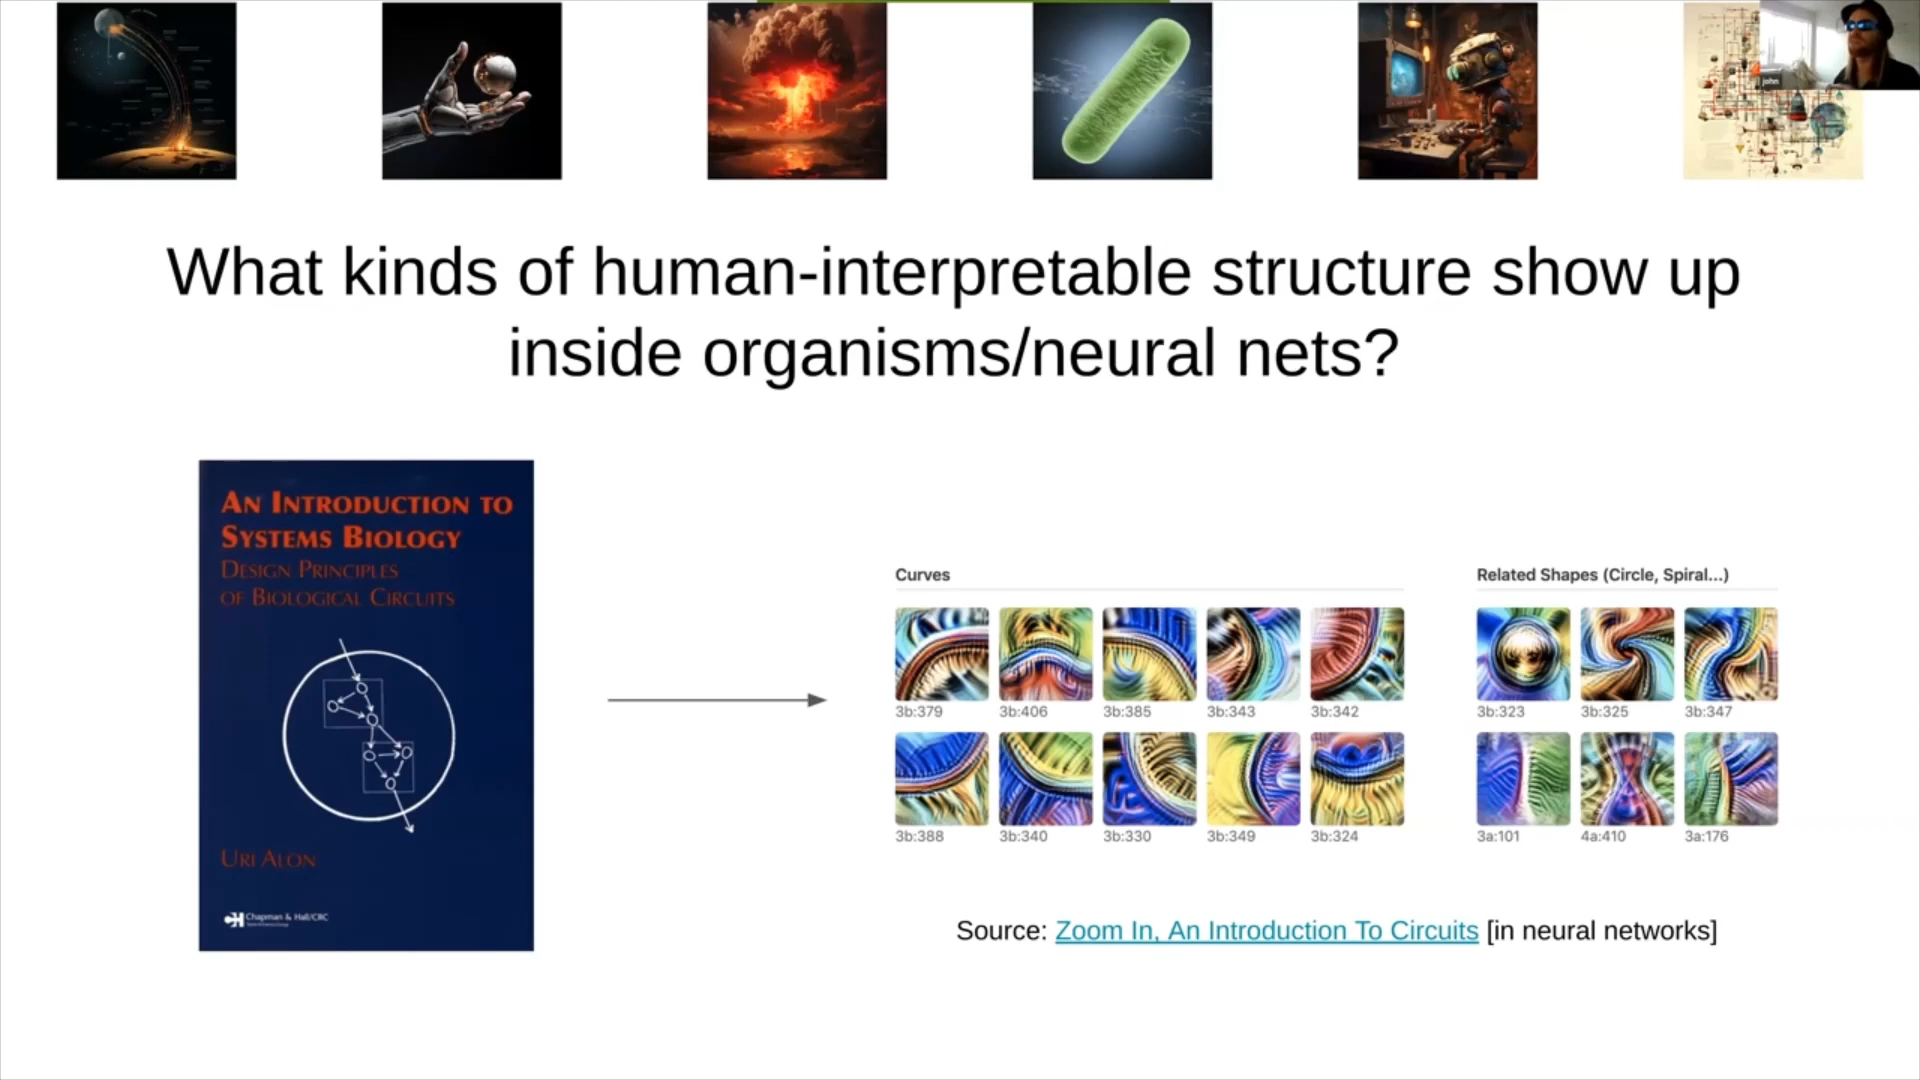 john
What kinds of human-interpretable structure show up
inside organisms/neural nets?
AN INTRODUCTION TO
SYSTEMS BIOLOGY
DESIGN PRINCIPLES
OF BIOLOGICAL CIRCUITS
URI ALON
Chapman & Hall/CRC
Curves
3b:379 3b:406 3b:385 3b:343 3b:342
3b:388 3b:340 3b:330 3b:349 3b:324
Related Shapes (Circle, Spiral...)
3b:323 3b:325 3b:347
3a:101 4a:410 3a:176
Source: Zoom In, An Introduction To Circuits [in neural networks]